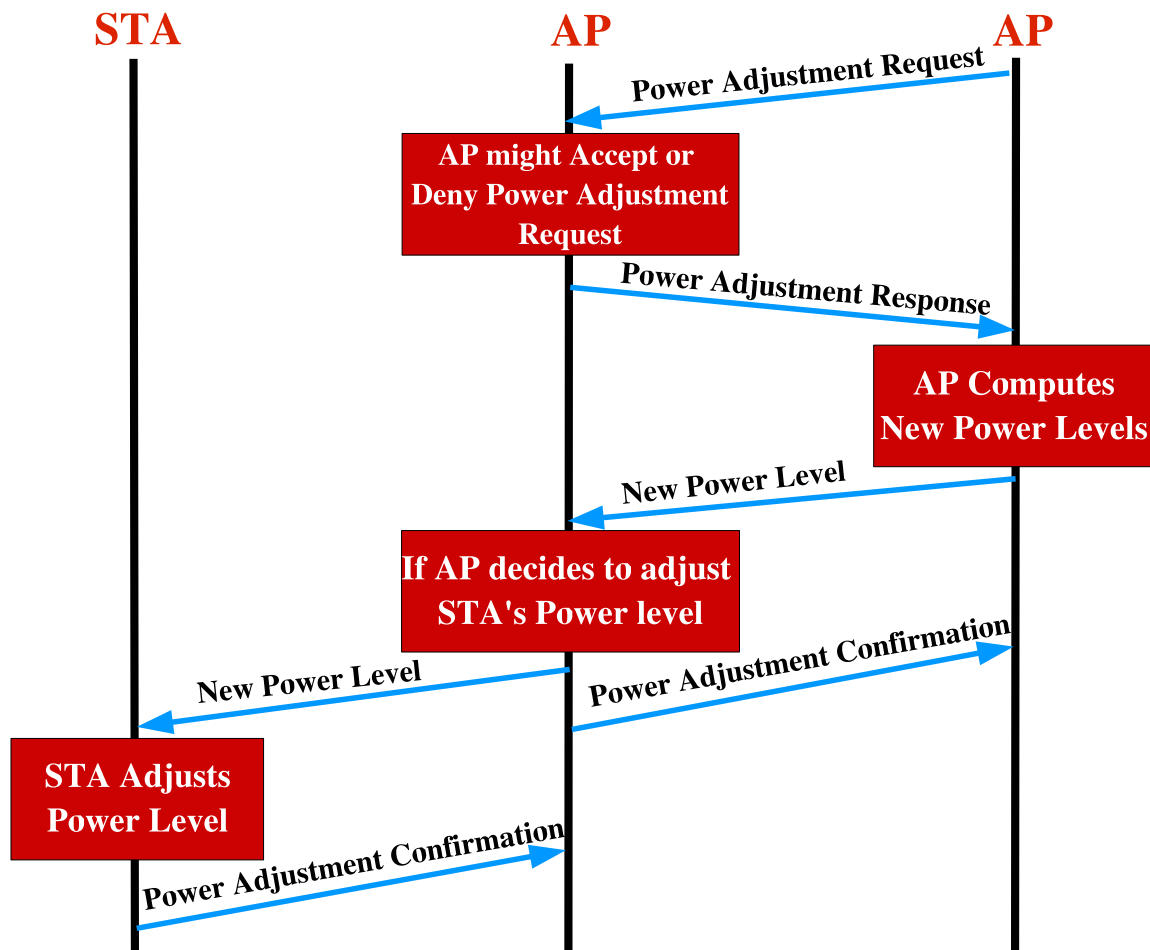 STA
AP
AP
Power Adjustment Request
AP might Accept or
Deny Power Adjustment
Request
Power Adjustment Response
AP Computes
New Power Levels
New Power Level
If AP decides to adjust
STA's Power level
Power Adjustment Confirmation
New Power Level
STA Adjusts
Power Level
Power Adjustment Confirmation